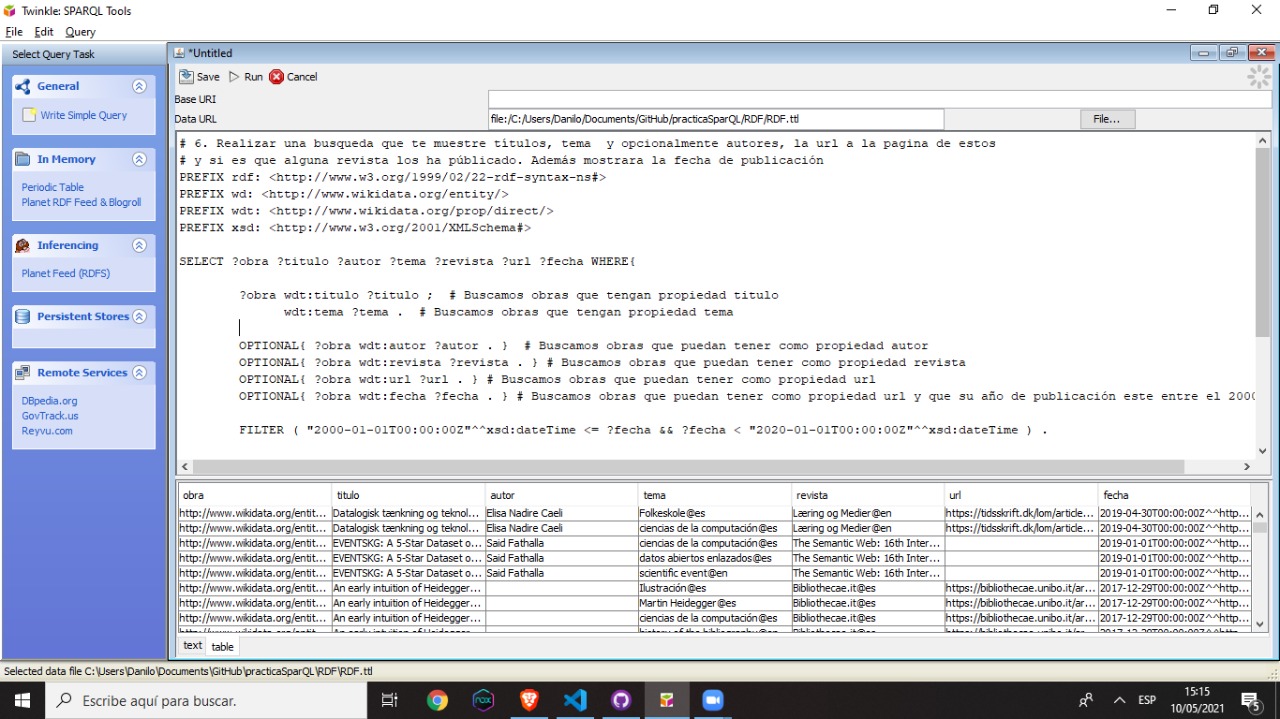 Twinkle: SPARQL Tools
File Edit Query
Select Query Task
General
Write Simple Query
In Memory
Periodic Table
Planet RDF Feed & Blogroll
Inferencing
Planet Feed (RDFS)
Persistent Stores
Remote Services
DBpedia.org
GovTrack.us
Reyvu.com
*Untitled
Save Run Cancel
Base URI
Data URL file:/C:/Users/Danilo/Documents/GitHub/practicaSparQL/RDF/RDF.ttl File...
# 6. Realizar una busqueda que te muestre títulos, tema y opcionalmente autores, la url a la pagina de estos
# y si es que alguna revista los ha públicado. Además mostrara la fecha de publicación
PREFIX rdf: <http://www.w3.org/1999/02/22-rdf-syntax-ns#>
PREFIX wd: <http://www.wikidata.org/entity/>
PREFIX wdt: <http://www.wikidata.org/prop/direct/>
PREFIX xsd: <http://www.w3.org/2001/XMLSchema#>
SELECT ?obra ?titulo ?autor ?tema ?revista ?url ?fecha WHERE{
?obra wdt:titulo ?titulo ; # Buscamos obras que tengan propiedad titulo
wdt:tema ?tema . # Buscamos obras que tengan propiedad tema
OPTIONAL{ ?obra wdt:autor ?autor . } # Buscamos obras que puedan tener como propiedad autor
OPTIONAL{ ?obra wdt:revista ?revista . } # Buscamos obras que puedan tener como propiedad revista
OPTIONAL{ ?obra wdt:url ?url . } # Buscamos obras que puedan tener como propiedad url
OPTIONAL{ ?obra wdt:fecha ?fecha . } # Buscamos obras que puedan tener como propiedad url y que su año de publicación este entre el 2000
FILTER ( "2000-01-01T00:00:00Z"^^xsd:dateTime <= ?fecha && ?fecha < "2020-01-01T00:00:00Z"^^xsd:dateTime ) .
obra titulo autor tema revista url fecha
http://www.wikidata.org/entit... Datalogisk tænkning og teknol... Elisa Nadire Caeli Folkeskole@es Læring og Medier@en https://tidsskrift.dk/lom/article... 2019-04-30T00:00:00Z^^http...
http://www.wikidata.org/entit... Datalogisk tænkning og teknol... Elisa Nadire Caeli ciencias de la computación@es Læring og Medier@en https://tidsskrift.dk/lom/article... 2019-04-30T00:00:00Z^^http...
http://www.wikidata.org/entit... EVENTSKG: A 5-Star Dataset o... Said Fathalla ciencias de la computación@es The Semantic Web: 16th Inter... 2019-01-01T00:00:00Z^^http...
http://www.wikidata.org/entit... EVENTSKG: A 5-Star Dataset o... Said Fathalla datos abiertos enlazados@es The Semantic Web: 16th Inter... 2019-01-01T00:00:00Z^^http...
http://www.wikidata.org/entit... EVENTSKG: A 5-Star Dataset o... Said Fathalla scientific event@en The Semantic Web: 16th Inter... 2019-01-01T00:00:00Z^^http...
http://www.wikidata.org/entit... An early intuition of Heidegger... Ilustración@es Bibliothecae.it@es https://bibliothecae.unibo.it/ar... 2017-12-29T00:00:00Z^^http...
http://www.wikidata.org/entit... An early intuition of Heidegger... Martin Heidegger@es Bibliothecae.it@es https://bibliothecae.unibo.it/ar... 2017-12-29T00:00:00Z^^http...
http://www.wikidata.org/entit... An early intuition of Heidegger... ciencias de la computación@es Bibliothecae.it@es https://bibliothecae.unibo.it/ar... 2017-12-29T00:00:00Z^^http...
text table
Selected data file C:\Users\Danilo\Documents\GitHub\practicaSparQL\RDF\RDF.ttl
Escribe aquí para buscar.
ESP
15:15
10/05/2021
5